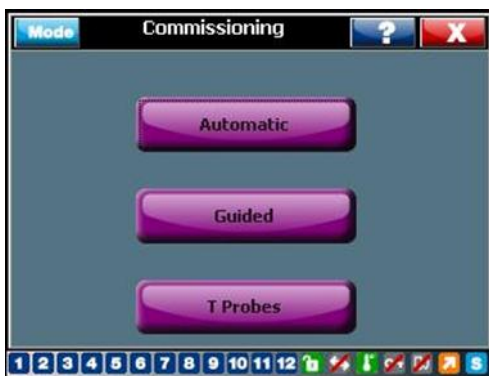 Mode Commissioning ? X
Automatic
Guided
T Probes
1 2 3 4 5 6 7 8 9 10 11 12 S